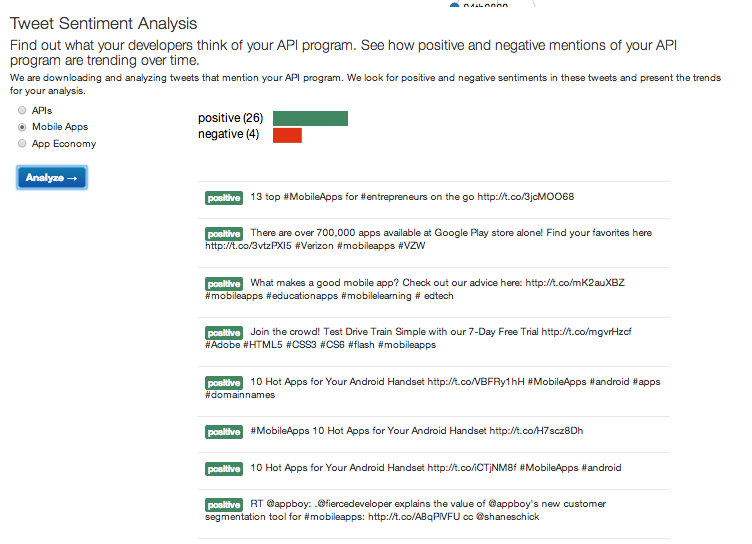 Tweet Sentiment Analysis
Find out what your developers think of your API program. See how positive and negative mentions of your API
program are trending over time.
We are downloading and analyzing tweets that mention your API program. We look for positive and negative sentiments in these tweets and present the trends
for your analysis.
APIs
Mobile Apps
App Economy
Analyze →
positive (26)
negative (4)
positive 13 top #MobileApps for #entrepreneurs on the go http://t.co/3jcMOO68
positive There are over 700,000 apps available at Google Play store alone! Find your favorites here
http://t.co/3vtzPXI5 #Verizon #mobileapps #VZW
positive What makes a good mobile app? Check out our advice here: http://t.co/mK2auXBZ
#mobileapps #educationapps #mobilelearning # edtech
positive Join the crowd! Test Drive Train Simple with our 7-Day Free Trial http://t.co/mgvrHzcf
#Adobe #HTML5 #CSS3 #CS6 #flash #mobileapps
positive 10 Hot Apps for Your Android Handset http://t.co/VBFRy1hH #MobileApps #android #apps
#domainnames
positive #MobileApps 10 Hot Apps for Your Android Handset http://t.co/H7scz8Dh
positive 10 Hot Apps for Your Android Handset http://t.co/iCTjNM8f #MobileApps #android
positive RT @appboy: .@fiercedeveloper explains the value of @appboy's new customer
segmentation tool for #mobileapps: http://t.co/A8qPlVFU cc @shaneschick